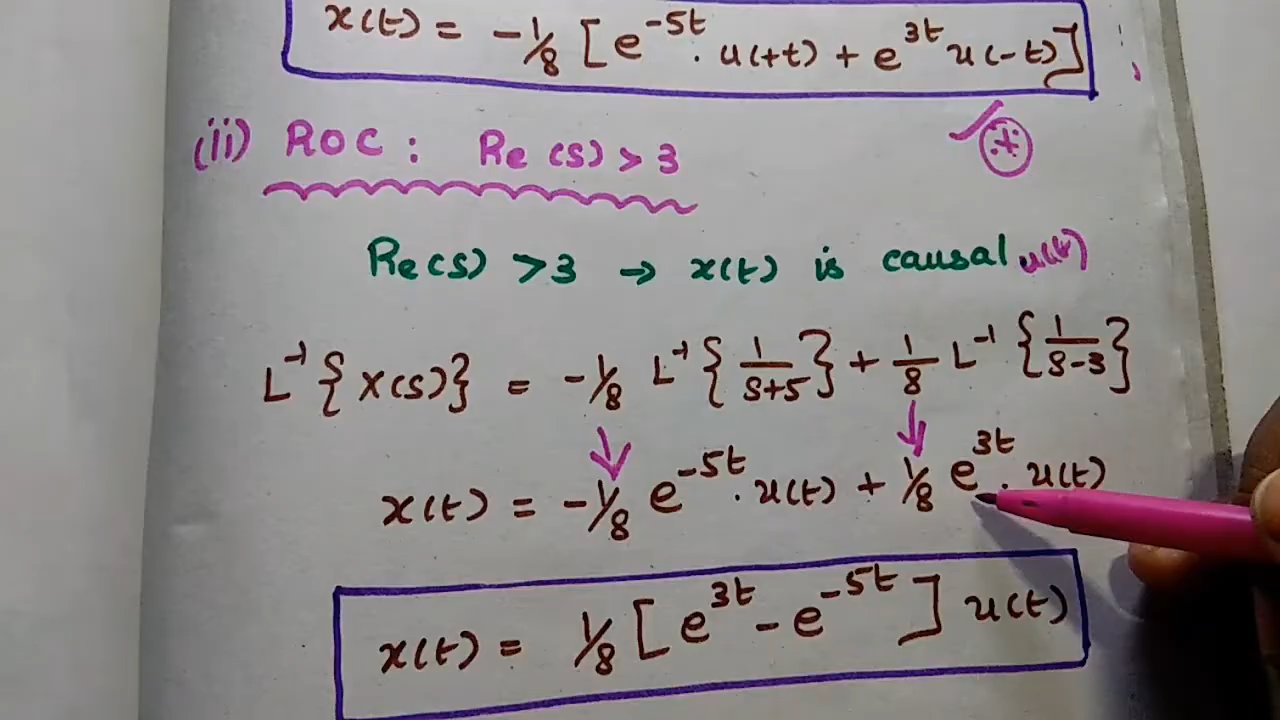 x(t) = -1/8 [e^-5t . u(+t) + e^3t u(-t)]
(ii) ROC : Re(s) > 3
Re(s) > 3 → x(t) is causal u(t)
L^-1 {X(s)} = -1/8 L^-1 {1/(s+5)} + 1/8 L^-1 {1/(s-3)}
x(t) = -1/8 e^-5t . u(t) + 1/8 e^3t . u(t)
x(t) = 1/8 [e^3t - e^-5t] u(t)